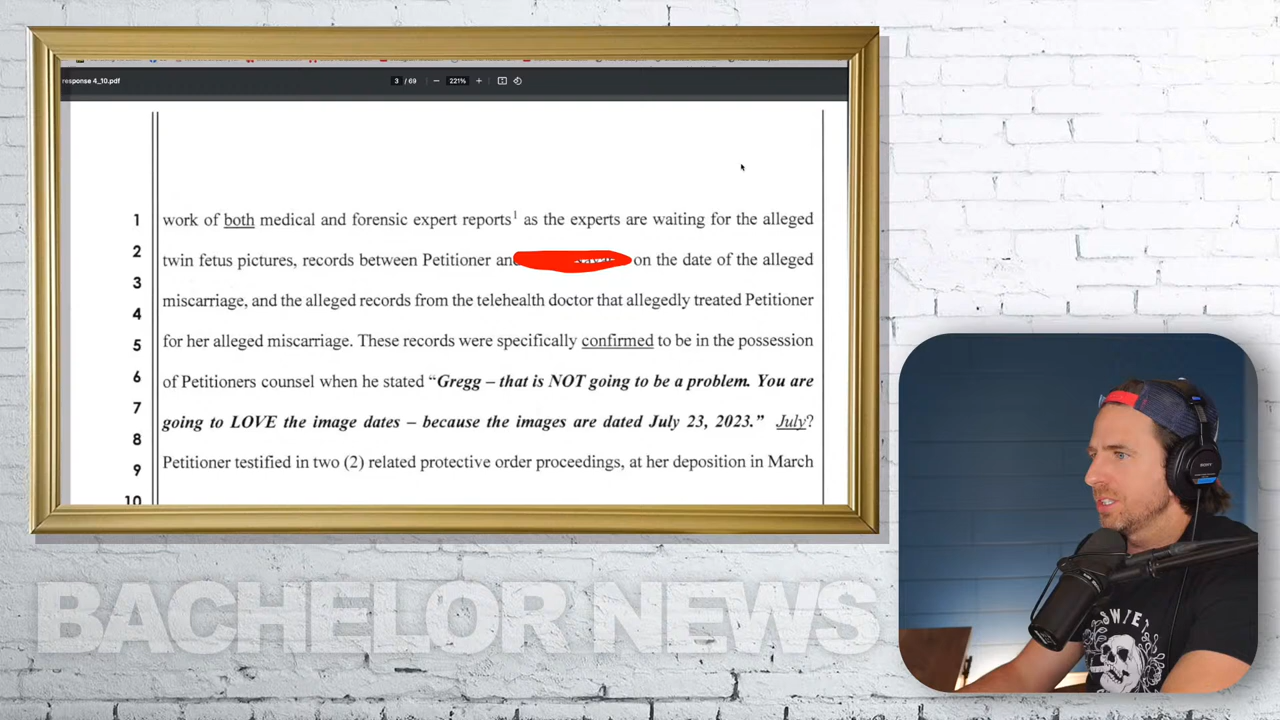 response 4_10.pdf
3 / 69
221%
1 work of both medical and forensic expert reports1 as the experts are waiting for the alleged
2 twin fetus pictures, records between Petitioner an on the date of the alleged
3 miscarriage, and the alleged records from the telehealth doctor that allegedly treated Petitioner
4
5 for her alleged miscarriage. These records were specifically confirmed to be in the possession
6 of Petitioners counsel when he stated “Gregg – that is NOT going to be a problem. You are
7 going to LOVE the image dates – because the images are dated July 23, 2023.” July?
8
9 Petitioner testified in two (2) related protective order proceedings, at her deposition in March
10
BACHELOR NEWS
SONY